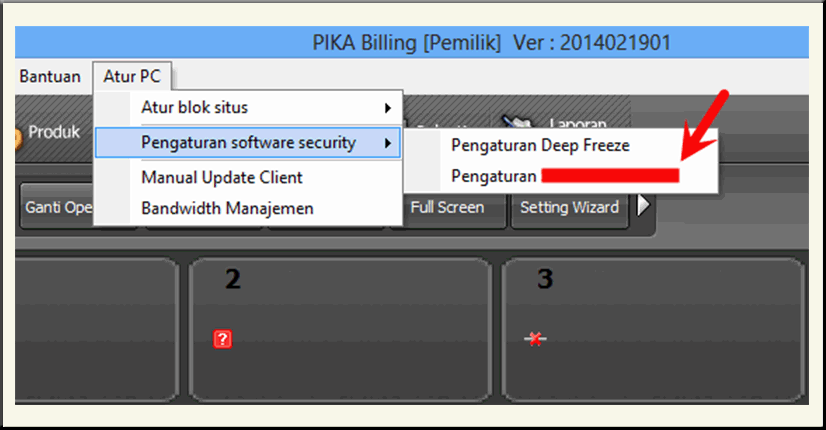 PIKA Billing [Pemilik] Ver : 2014021901
Bantuan
Atur PC
Produk
Laporan
Atur blok situs
Pengaturan software security
Manual Update Client
Bandwidth Manajemen
Pengaturan Deep Freeze
Pengaturan
Ganti Ope
Full Screen
Setting Wizard
2
?
3